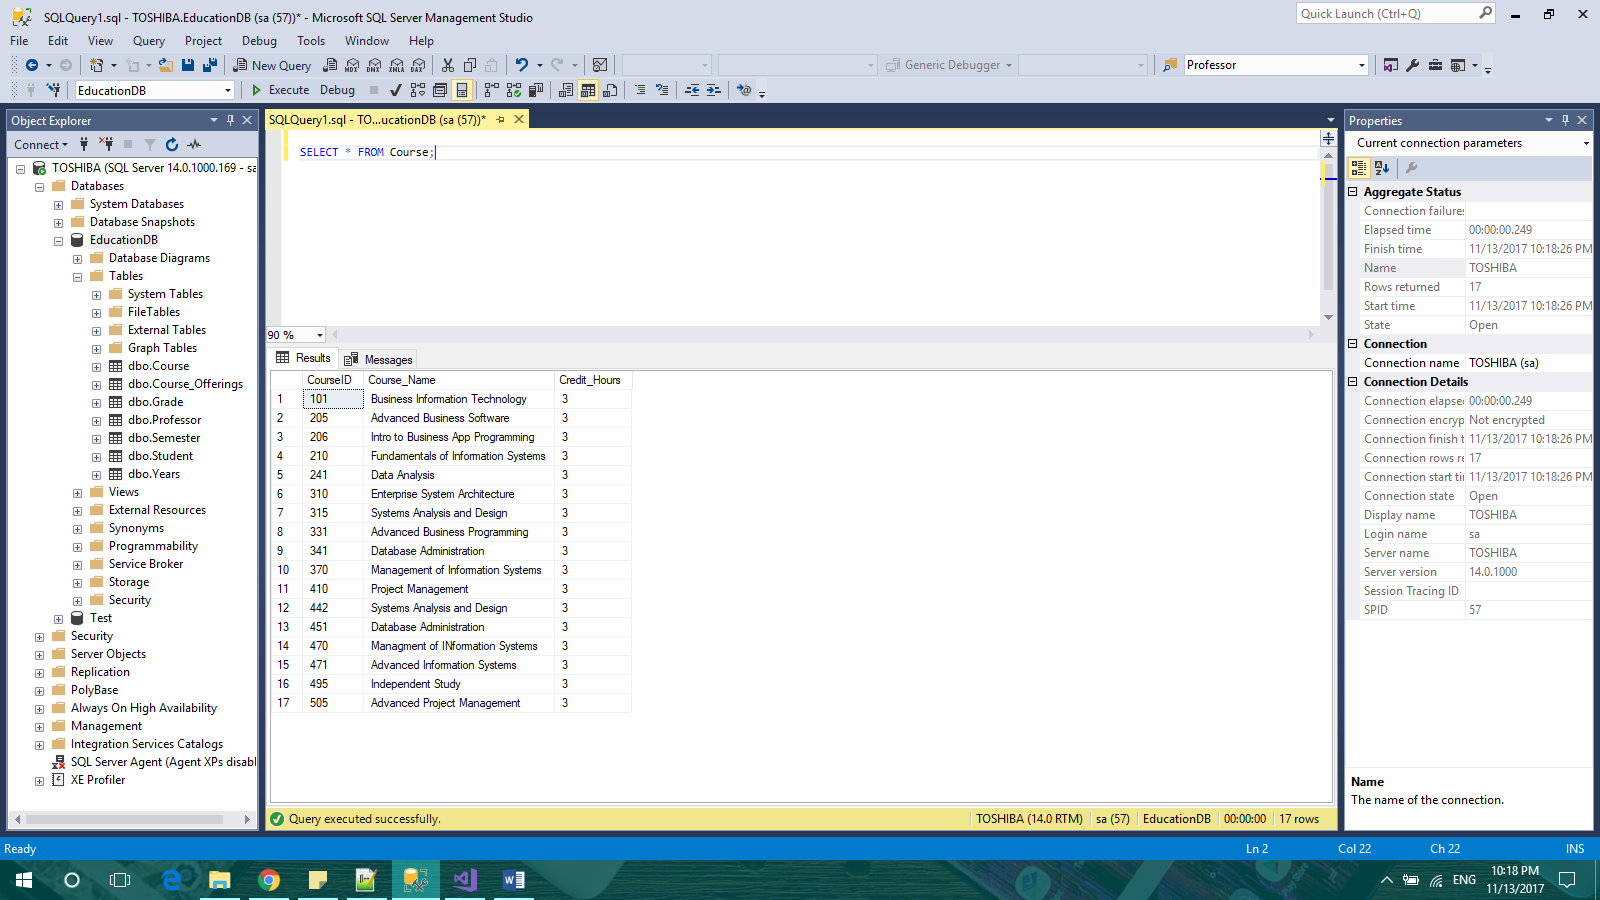 SQLQuery1.sql - TOSHIBA.EducationDB (sa (57))* - Microsoft SQL Server Management Studio
Quick Launch (Ctrl+Q)
File Edit View Query Project Debug Tools Window Help
New Query MDX DMX XMLA DAX Generic Debugger Professor
EducationDB Execute Debug
Object Explorer
Connect
TOSHIBA (SQL Server 14.0.1000.169 - sa
Databases
System Databases
Database Snapshots
EducationDB
Database Diagrams
Tables
System Tables
FileTables
External Tables
Graph Tables
dbo.Course
dbo.Course_Offerings
dbo.Grade
dbo.Professor
dbo.Semester
dbo.Student
dbo.Years
Views
External Resources
Synonyms
Programmability
Service Broker
Storage
Security
Test
Security
Server Objects
Replication
PolyBase
Always On High Availability
Management
Integration Services Catalogs
SQL Server Agent (Agent XPs disabl
XE Profiler
SQLQuery1.sql - TO...ucationDB (sa (57))*
SELECT * FROM Course;
90 %
Results Messages
CourseID Course_Name Credit_Hours
1 101 Business Information Technology 3
2 205 Advanced Business Software 3
3 206 Intro to Business App Programming 3
4 210 Fundamentals of Information Systems 3
5 241 Data Analysis 3
6 310 Enterprise System Architecture 3
7 315 Systems Analysis and Design 3
8 331 Advanced Business Programming 3
9 341 Database Administration 3
10 370 Management of Information Systems 3
11 410 Project Management 3
12 442 Systems Analysis and Design 3
13 451 Database Administration 3
14 470 Managment of INformation Systems 3
15 471 Advanced Information Systems 3
16 495 Independent Study 3
17 505 Advanced Project Management 3
Query executed successfully. TOSHIBA (14.0 RTM) sa (57) EducationDB 00:00:00 17 rows
Properties
Current connection parameters
Aggregate Status
Connection failures
Elapsed time 00:00:00.249
Finish time 11/13/2017 10:18:26 PM
Name TOSHIBA
Rows returned 17
Start time 11/13/2017 10:18:26 PM
State Open
Connection
Connection name TOSHIBA (sa)
Connection Details
Connection elapse 00:00:00.249
Connection encryp Not encrypted
Connection finish t 11/13/2017 10:18:26 PM
Connection rows re 17
Connection start tir 11/13/2017 10:18:26 PM
Connection state Open
Display name TOSHIBA
Login name sa
Server name TOSHIBA
Server version 14.0.1000
Session Tracing ID
SPID 57
Name
The name of the connection.
Ready Ln 2 Col 22 Ch 22 INS
ENG 10:18 PM
11/13/2017